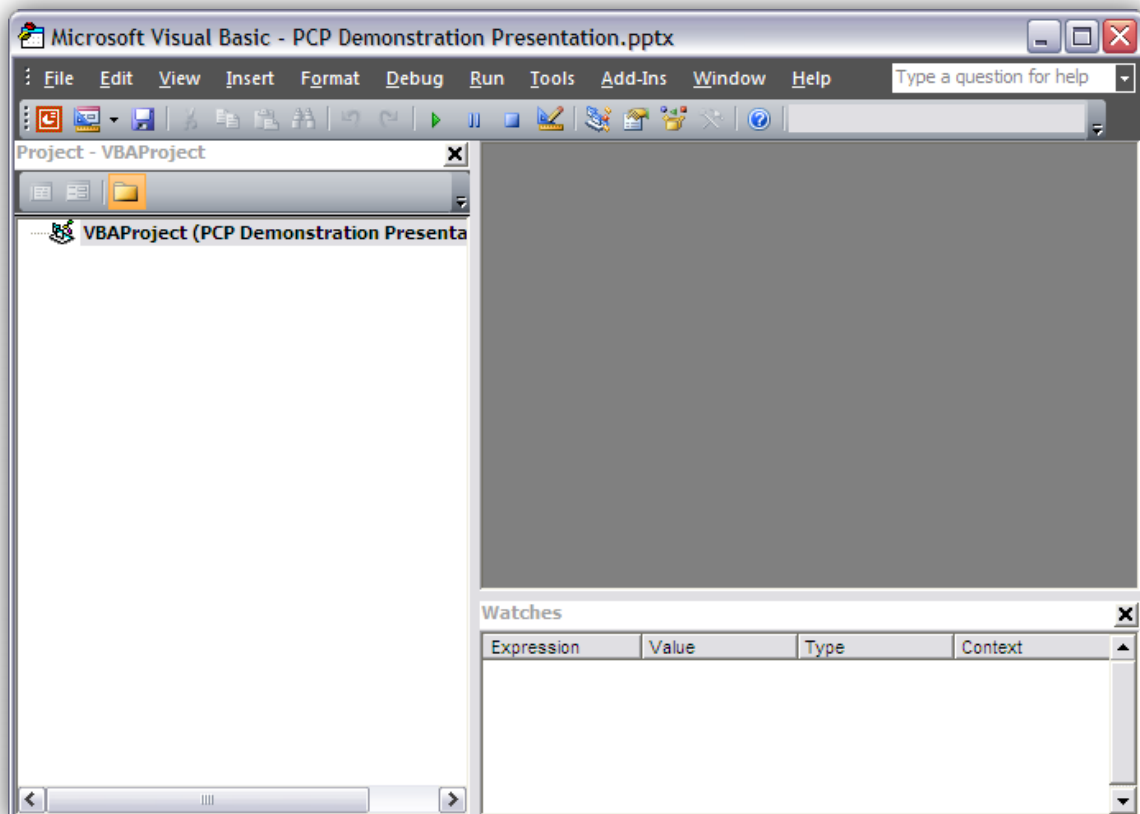 Microsoft Visual Basic - PCP Demonstration Presentation.pptx
File Edit View Insert Format Debug Run Tools Add-Ins Window Help Type a question for help
Project - VBAProject
VBAProject (PCP Demonstration Presenta
Watches
Expression Value Type Context